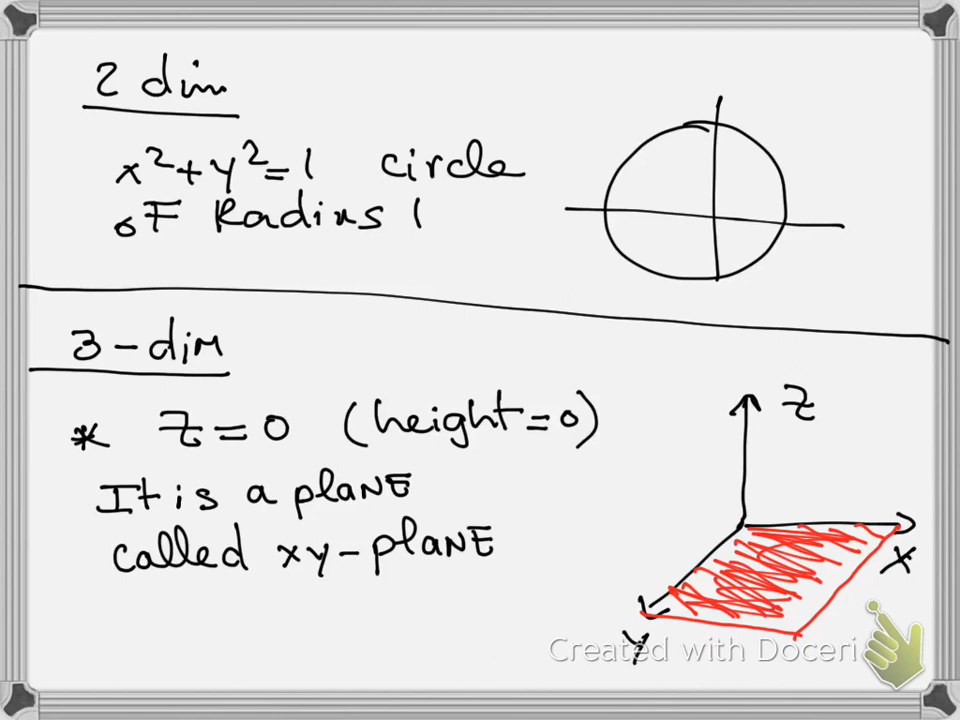 2 dim
x²+y²=1 circle
oF Radius 1
3-dim
* Z=0 (height=0)
It is a plANE
called xy-plANE
Z
X
Y
Created with Doceri